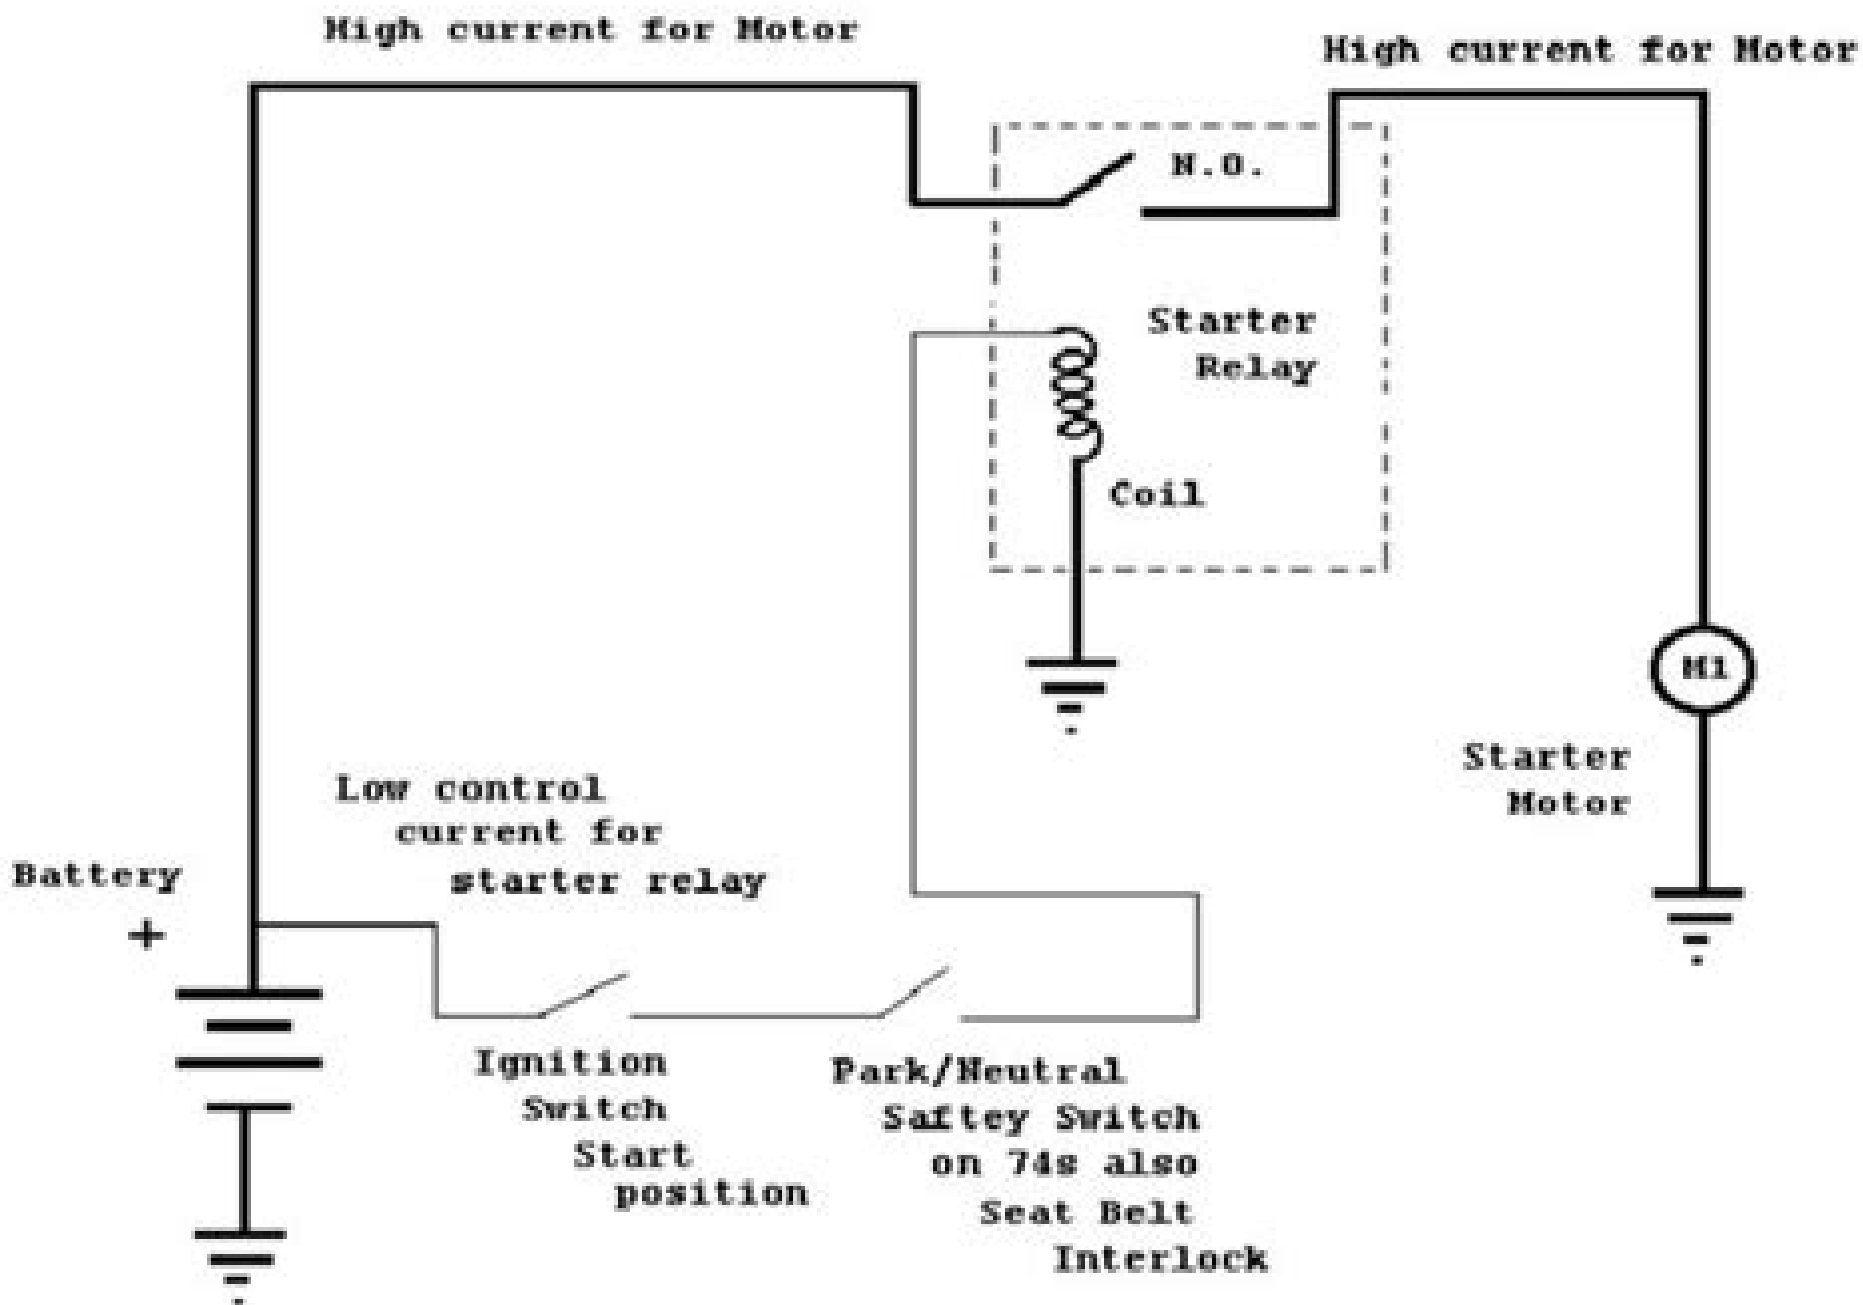 High current for Motor
High current for Motor
N.O.
Starter
Relay
Coil
M1
Starter
Motor
Low control
current for
starter relay
Battery
+
Ignition
Switch
Start
position
Park/Neutral
Saftey Switch
on 74s also
Seat Belt
Interlock